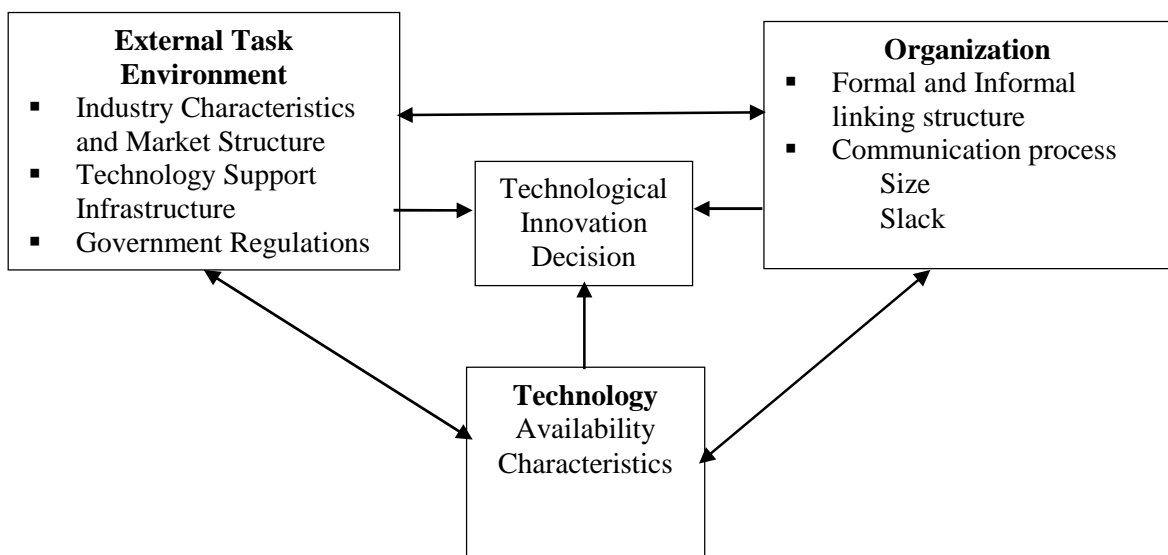 External Task
Environment
▪ Industry Characteristics
and Market Structure
▪ Technology Support
Infrastructure
▪ Government Regulations
Organization
▪ Formal and Informal
linking structure
▪ Communication process
Size
Slack
Technological
Innovation
Decision
Technology
Availability
Characteristics